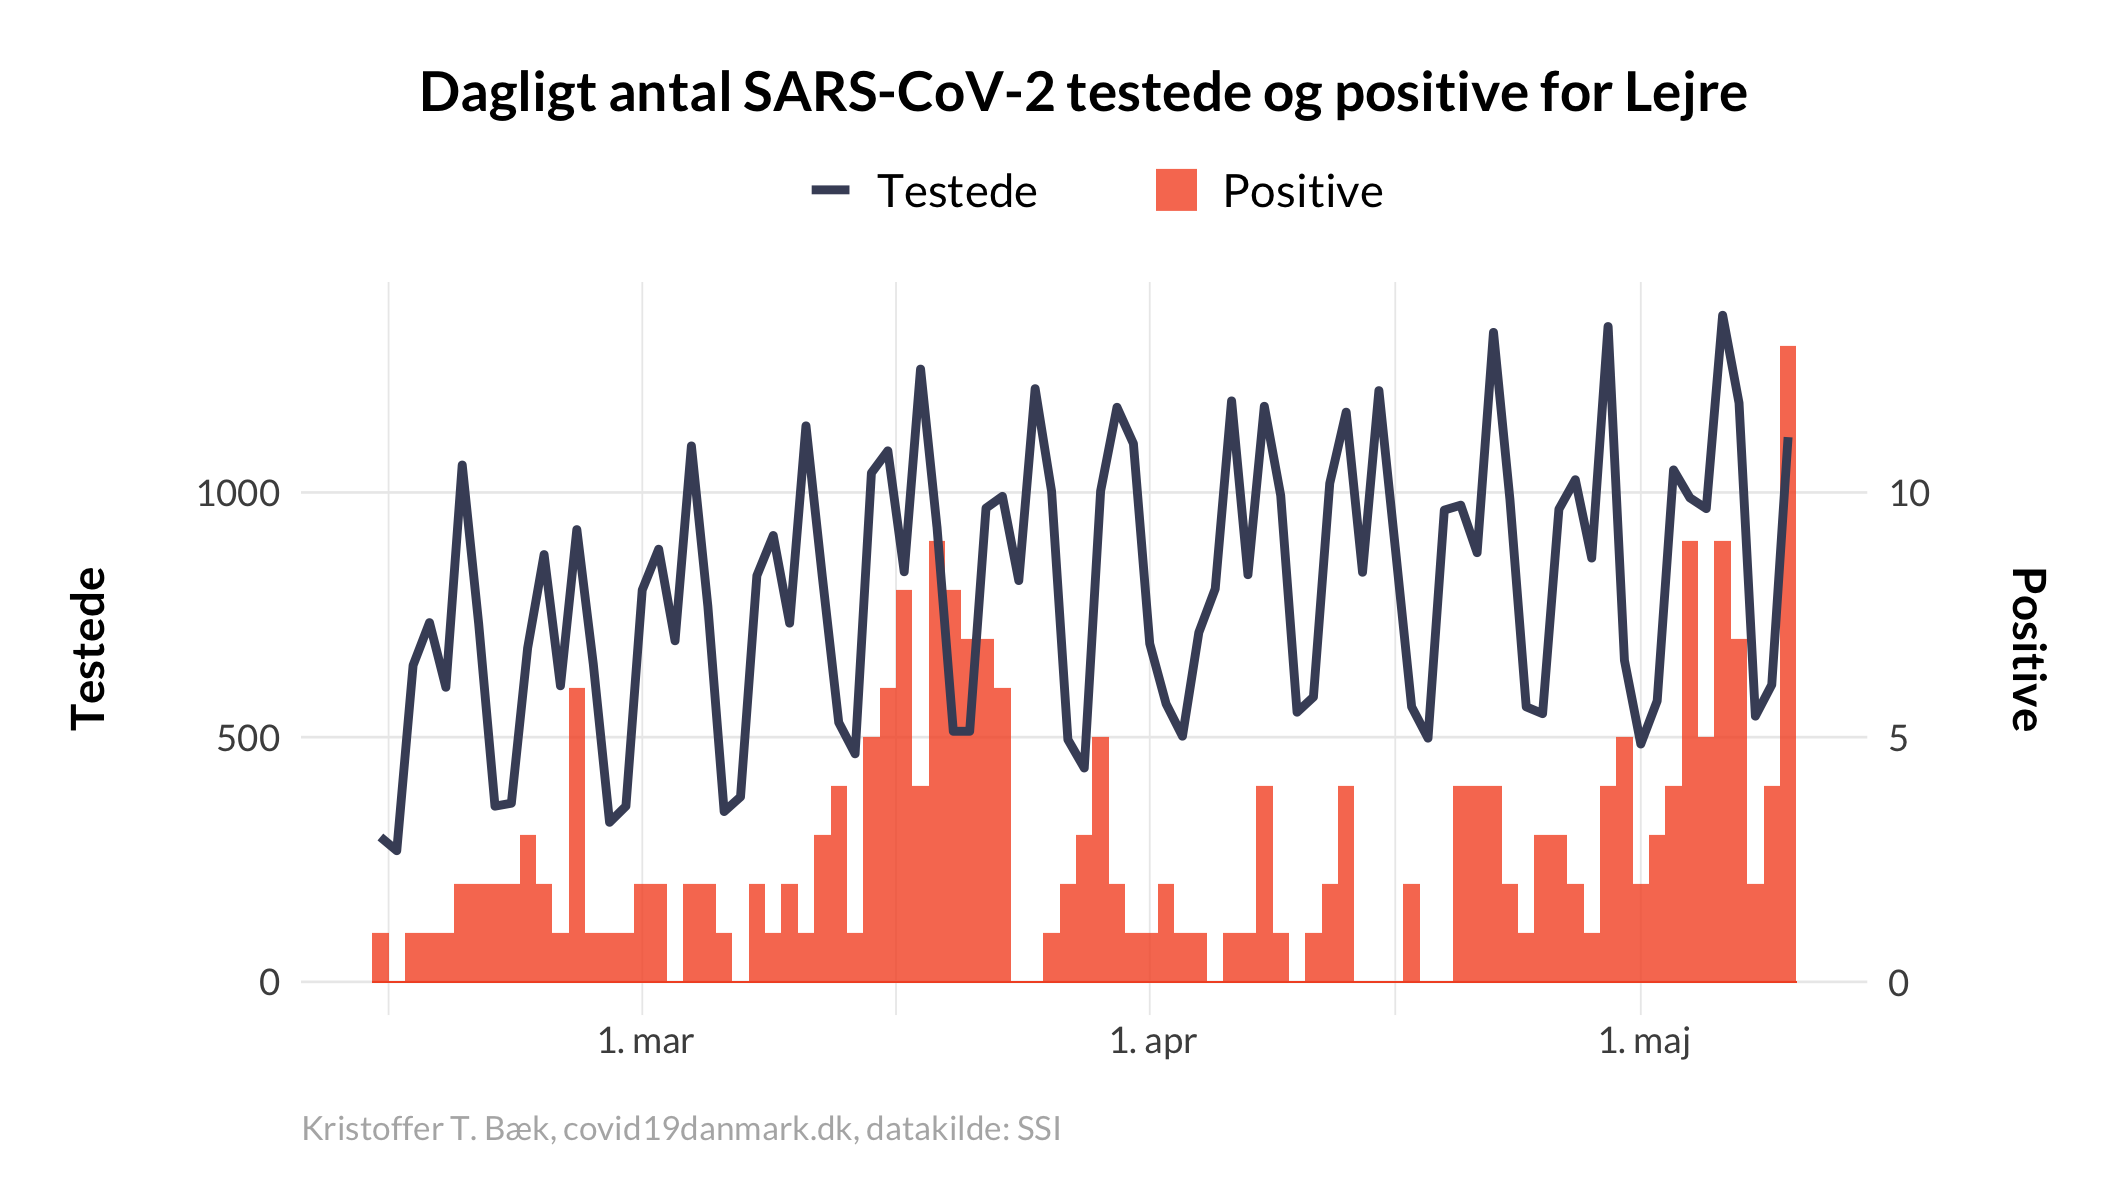 Dagligt antal SARS-CoV-2 testede og positive for Lejre
Testede
Positive
1000
500
0
10
5
0
Testede
Positive
1. mar
1. apr
1. maj
Kristoffer T. Bæk, covid19danmark.dk, datakilde: SSI